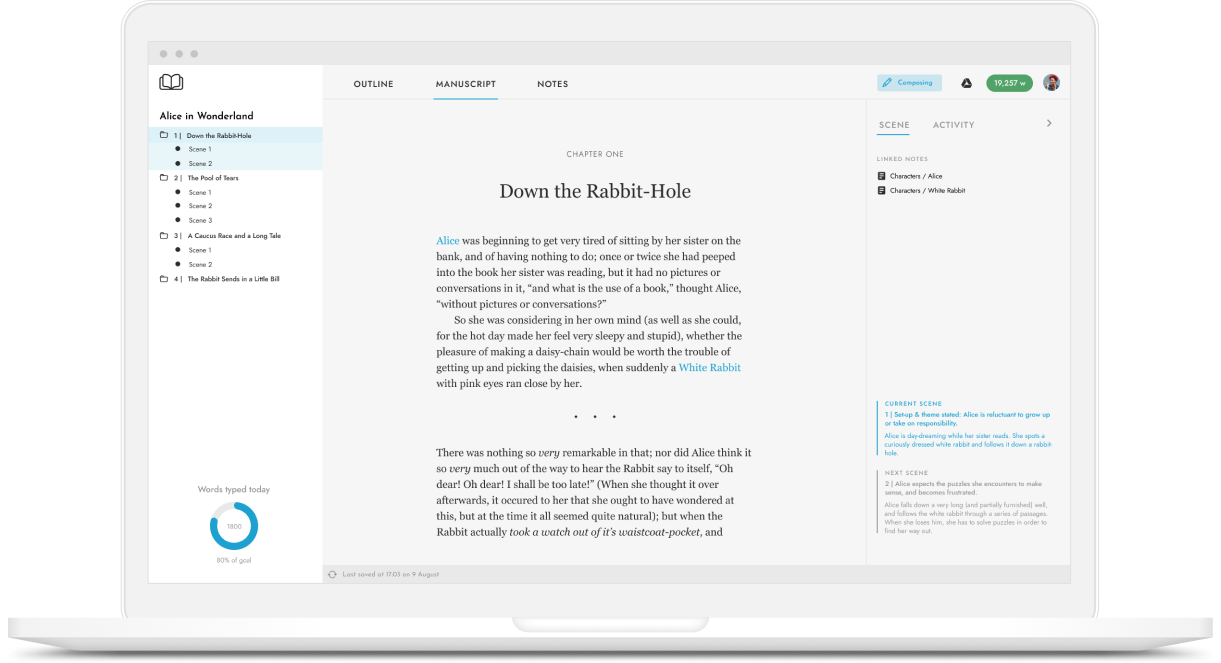 OUTLINE
MANUSCRIPT
NOTES
Composing
19,257 w
Alice in Wonderland
1 | Down the Rabbit-Hole
Scene 1
Scene 2
2 | The Pool of Tears
Scene 1
Scene 2
Scene 3
3 | A Caucus Race and a Long Tale
Scene 1
Scene 2
4 | The Rabbit Sends in a Little Bill
Words typed today
1800
80% of goal
CHAPTER ONE
Down the Rabbit-Hole
Alice was beginning to get very tired of sitting by her sister on the
bank, and of having nothing to do; once or twice she had peeped
into the book her sister was reading, but it had no pictures or
conversations in it, “and what is the use of a book,” thought Alice,
“without pictures or conversations?”
So she was considering in her own mind (as well as she could,
for the hot day made her feel very sleepy and stupid), whether the
pleasure of making a daisy-chain would be worth the trouble of
getting up and picking the daisies, when suddenly a White Rabbit
with pink eyes ran close by her.
• • •
There was nothing so very remarkable in that; nor did Alice think it
so very much out of the way to hear the Rabbit say to itself, “Oh
dear! Oh dear! I shall be too late!” (When she thought it over
afterwards, it occured to her that she ought to have wondered at
this, but at the time it all seemed quite natural); but when the
Rabbit actually took a watch out of it’s waistcoat-pocket, and
Last saved at 17:03 on 9 August
SCENE
ACTIVITY
LINKED NOTES
Characters / Alice
Characters / White Rabbit
CURRENT SCENE
1 | Set-up & theme stated: Alice is reluctant to grow up
or take on responsibility.
Alice is day-dreaming while her sister reads. She spots a
curiously dressed white rabbit and follows it down a rabbit-
hole.
NEXT SCENE
2 | Alice expects the puzzles she encounters to make
sense, and becomes frustrated.
Alice falls down a very long (and partially furnished) well,
and follows the white rabbit through a series of passages.
When she loses him, she has to solve puzzles in order to
find her way out.